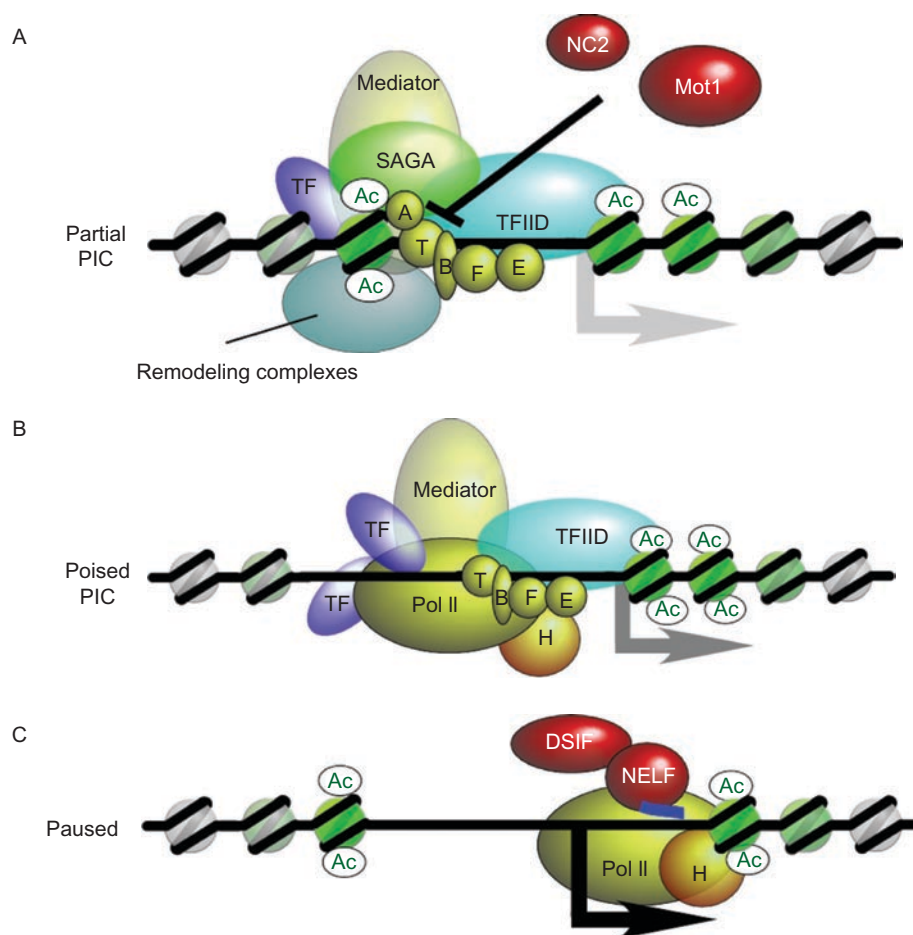 A
NC2
Mot1
Mediator
SAGA
TF
Ac
A
TFIID
Ac
Ac
Partial
PIC
T
B
F
E
Ac
Remodeling complexes
B
Mediator
TF
TFIID
Ac
Ac
Poised
PIC
TF
Pol II
T
B
F
E
Ac
Ac
H
C
DSIF
NELF
Ac
Ac
Paused
Ac
Pol II
H
Ac